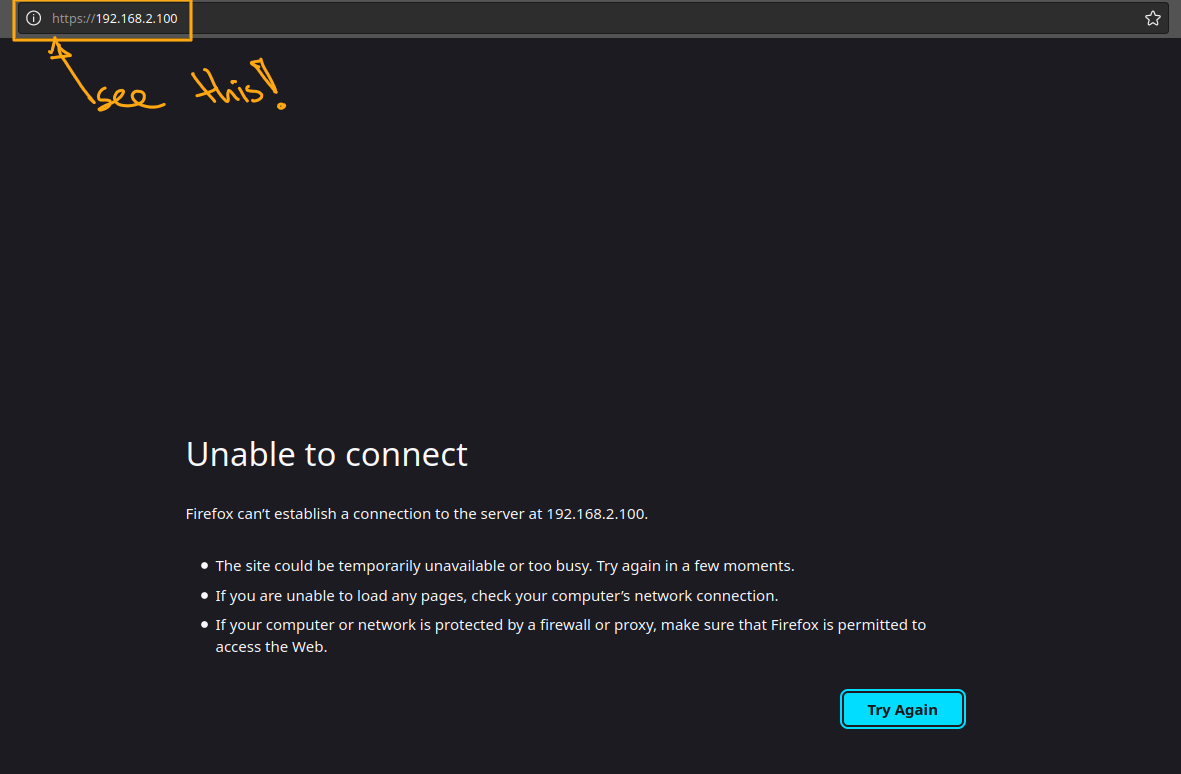 https://192.168.2.100
see this!
Unable to connect
Firefox can’t establish a connection to the server at 192.168.2.100.
The site could be temporarily unavailable or too busy. Try again in a few moments.
If you are unable to load any pages, check your computer’s network connection.
If your computer or network is protected by a firewall or proxy, make sure that Firefox is permitted to
access the Web.
Try Again